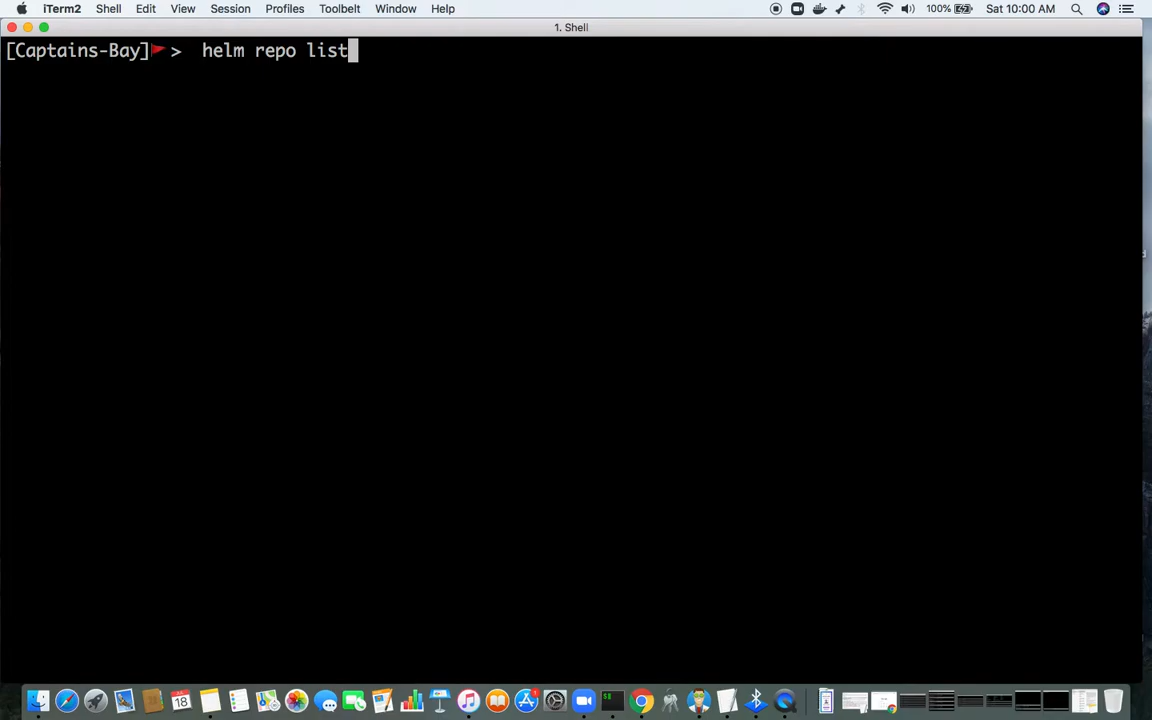 iTerm2 Shell Edit View Session Profiles Toolbelt Window Help 100% Sat 10:00 AM
1. Shell
[Captains-Bay] > helm repo list
18